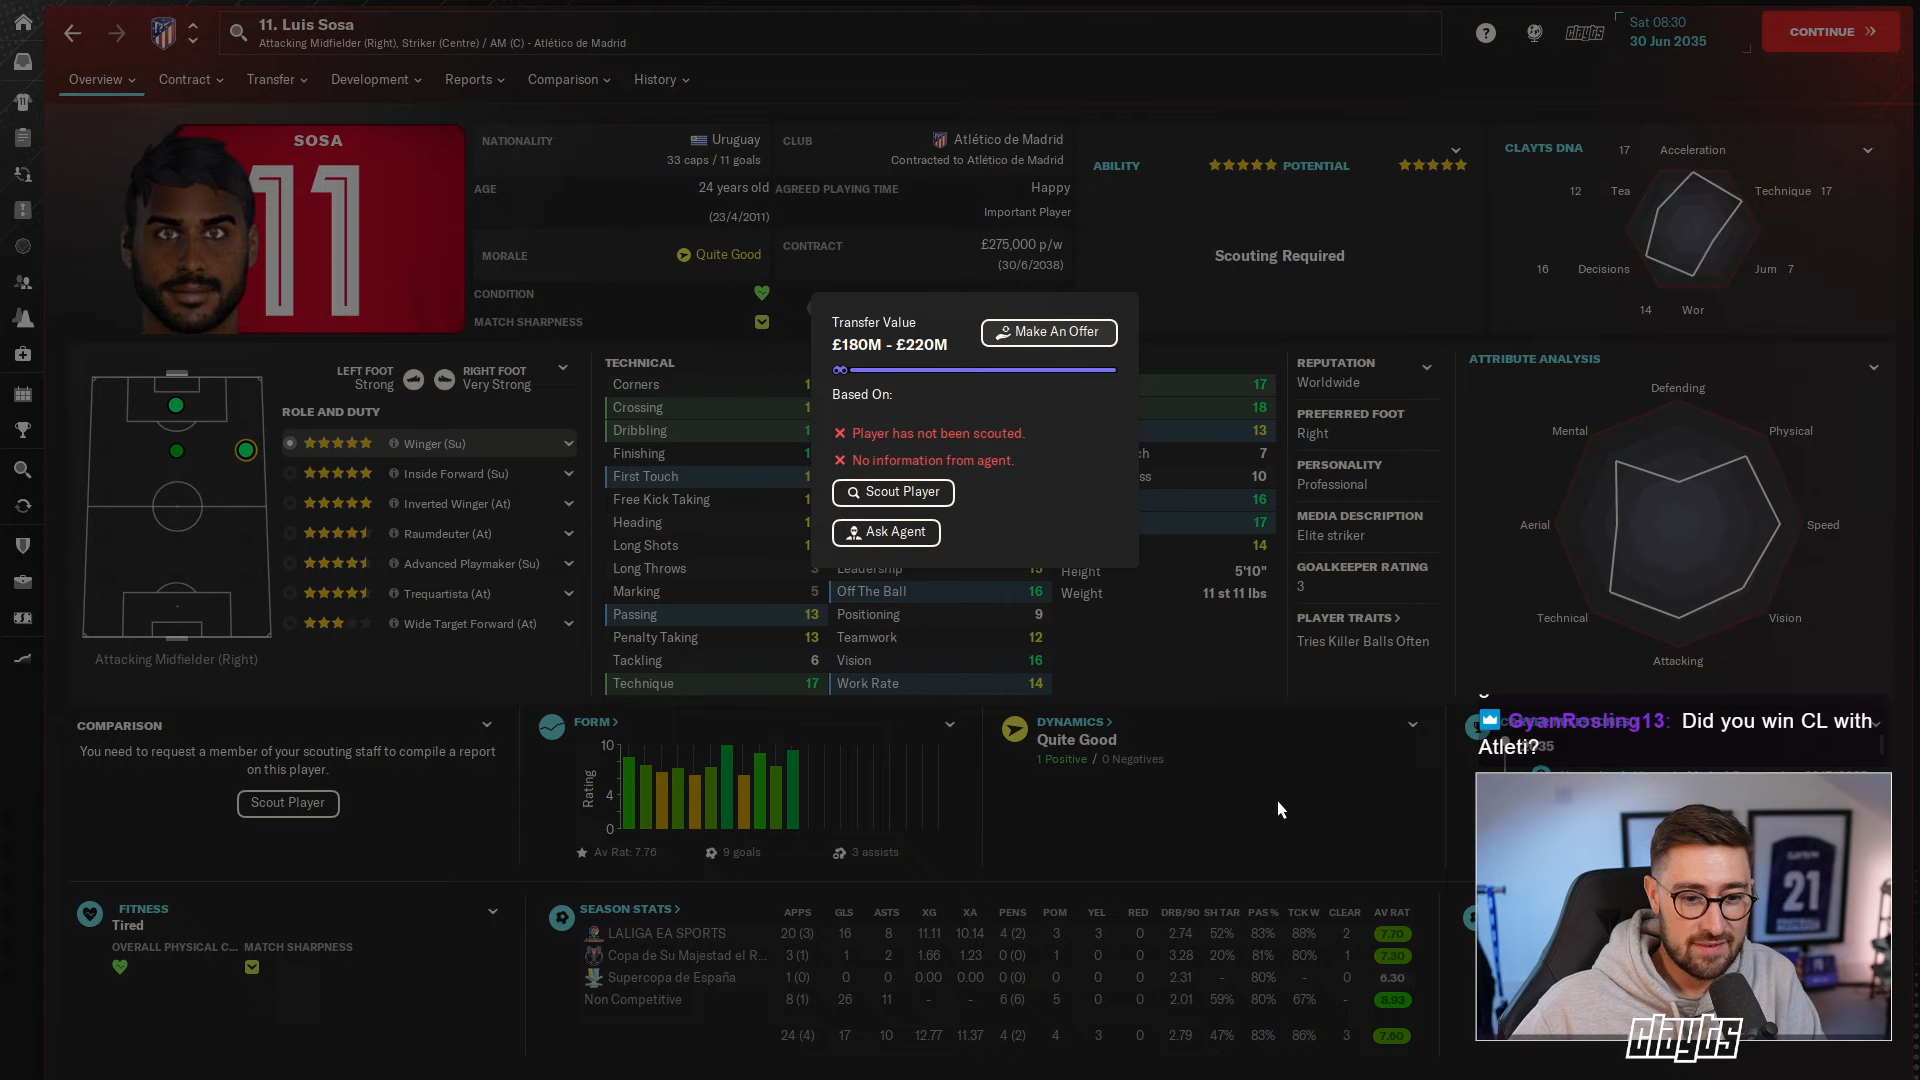 11. Luis Sosa
Attacking Midfielder (Right), Striker (Centre) / AM (C) - Atlético de Madrid
clayts
Sat 08:30
30 Jun 2035
CONTINUE
Overview
Contract
Transfer
Development
Reports
Comparison
History
SOSA
11
NATIONALITY
Uruguay
33 caps / 11 goals
AGE
24 years old
(23/4/2011)
MORALE
Quite Good
CONDITION
MATCH SHARPNESS
CLUB
Atlético de Madrid
Contracted to Atlético de Madrid
AGREED PLAYING TIME
Happy
Important Player
CONTRACT
£275,000 p/w
(30/6/2038)
ABILITY
POTENTIAL
Scouting Required
CLAYTS DNA
17 Acceleration
12 Tea
Technique 17
16 Decisions
Jum 7
14 Wor
Transfer Value
£180M - £220M
Make An Offer
Based On:
Player has not been scouted.
No information from agent.
Scout Player
Ask Agent
LEFT FOOT
Strong
RIGHT FOOT
Very Strong
ROLE AND DUTY
Winger (Su)
Inside Forward (Su)
Inverted Winger (At)
Raumdeuter (At)
Advanced Playmaker (Su)
Trequartista (At)
Wide Target Forward (At)
Attacking Midfielder (Right)
TECHNICAL
Corners
Crossing
Dribbling
Finishing
First Touch
Free Kick Taking
Heading
Long Shots
Long Throws
Marking 5
Passing 13
Penalty Taking 13
Tackling 6
Technique 17
Leadership 15
Off The Ball 16
Positioning 9
Teamwork 12
Vision 16
Work Rate 14
17
18
13
7
10
16
17
14
Height 5'10"
Weight 11 st 11 lbs
REPUTATION
Worldwide
PREFERRED FOOT
Right
PERSONALITY
Professional
MEDIA DESCRIPTION
Elite striker
GOALKEEPER RATING
3
PLAYER TRAITS
Tries Killer Balls Often
ATTRIBUTE ANALYSIS
Defending
Mental
Physical
Aerial
Speed
Technical
Vision
Attacking
COMPARISON
You need to request a member of your scouting staff to compile a report
on this player.
Scout Player
FORM
Rating
10
4
0
Av Rat: 7.76
9 goals
3 assists
DYNAMICS
Quite Good
1 Positive / 0 Negatives
GyanRosling13: Did you win CL with
Atleti?
FITNESS
Tired
OVERALL PHYSICAL C... MATCH SHARPNESS
SEASON STATS APPS GLS ASTS XG XA PENS POM YEL RED DRB/90 SH TAR PAS % TCK W CLEAR AV RAT
LALIGA EA SPORTS 20 (3) 16 8 11.11 10.14 4 (2) 3 3 0 2.74 52% 83% 88% 2 7.70
Copa de Su Majestad el R... 3 (1) 1 2 1.66 1.23 0 (0) 1 0 0 3.28 20% 81% 80% 1 7.30
Supercopa de España 1 (0) 0 0 0.00 0.00 0 (0) 0 0 0 2.31 - 80% - 0 6.30
Non Competitive 8 (1) 26 11 - - 6 (6) 5 0 0 2.01 59% 80% 67% - 8.93
24 (4) 17 10 12.77 11.37 4 (2) 4 3 0 2.79 47% 83% 86% 3 7.60
21
clayts